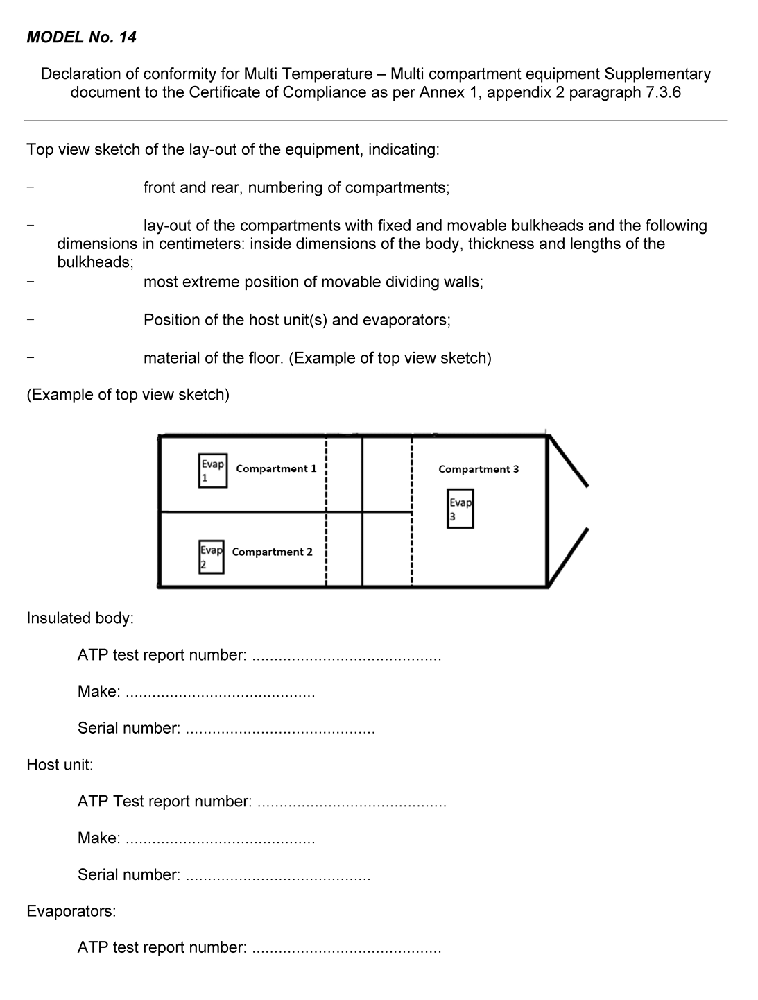 MODEL No. 14
Declaration of conformity for Multi Temperature – Multi compartment equipment Supplementary
document to the Certificate of Compliance as per Annex 1, appendix 2 paragraph 7.3.6
Top view sketch of the lay-out of the equipment, indicating:
– front and rear, numbering of compartments;
– lay-out of the compartments with fixed and movable bulkheads and the following
dimensions in centimeters: inside dimensions of the body, thickness and lengths of the
bulkheads;
– most extreme position of movable dividing walls;
– Position of the host unit(s) and evaporators;
– material of the floor. (Example of top view sketch)
(Example of top view sketch)
Evap
1
Compartment 1
Compartment 3
Evap
3
Evap
2
Compartment 2
Insulated body:
ATP test report number: ...........................................
Make: ...........................................
Serial number: ...........................................
Host unit:
ATP Test report number: ...........................................
Make: ...........................................
Serial number: ..........................................
Evaporators:
ATP test report number: ...........................................